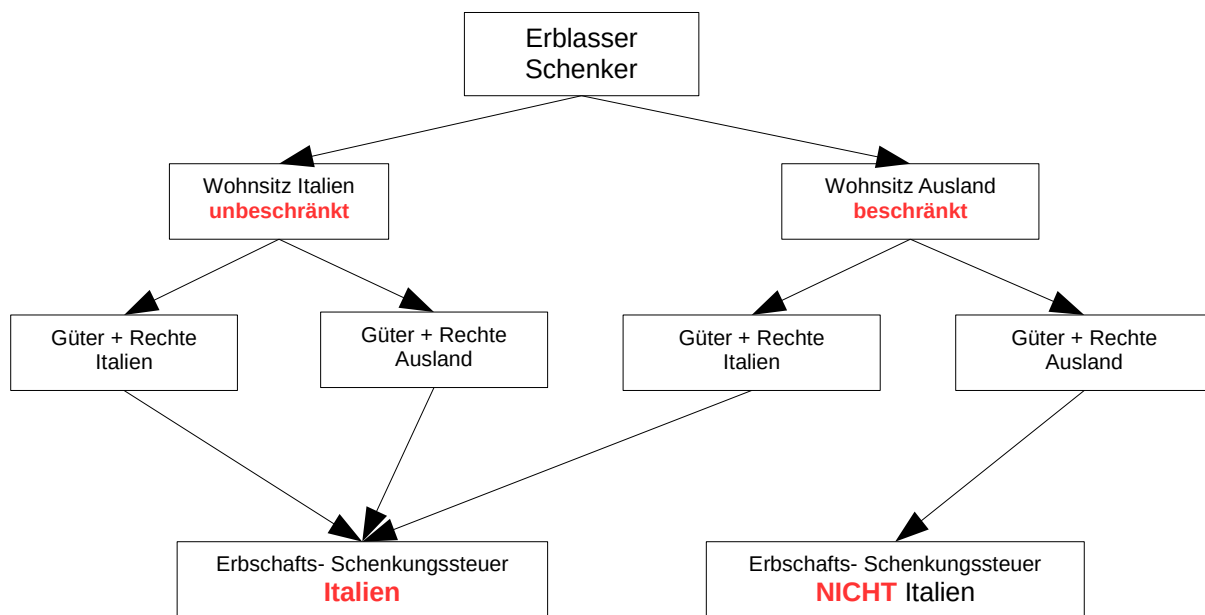 Erblasser
Schenker
Wohnsitz Italien
unbeschränkt
Wohnsitz Ausland
beschränkt
Güter + Rechte
Italien
Güter + Rechte
Ausland
Güter + Rechte
Italien
Güter + Rechte
Ausland
Erbschafts- Schenkungssteuer
Italien
Erbschafts- Schenkungssteuer
NICHT Italien